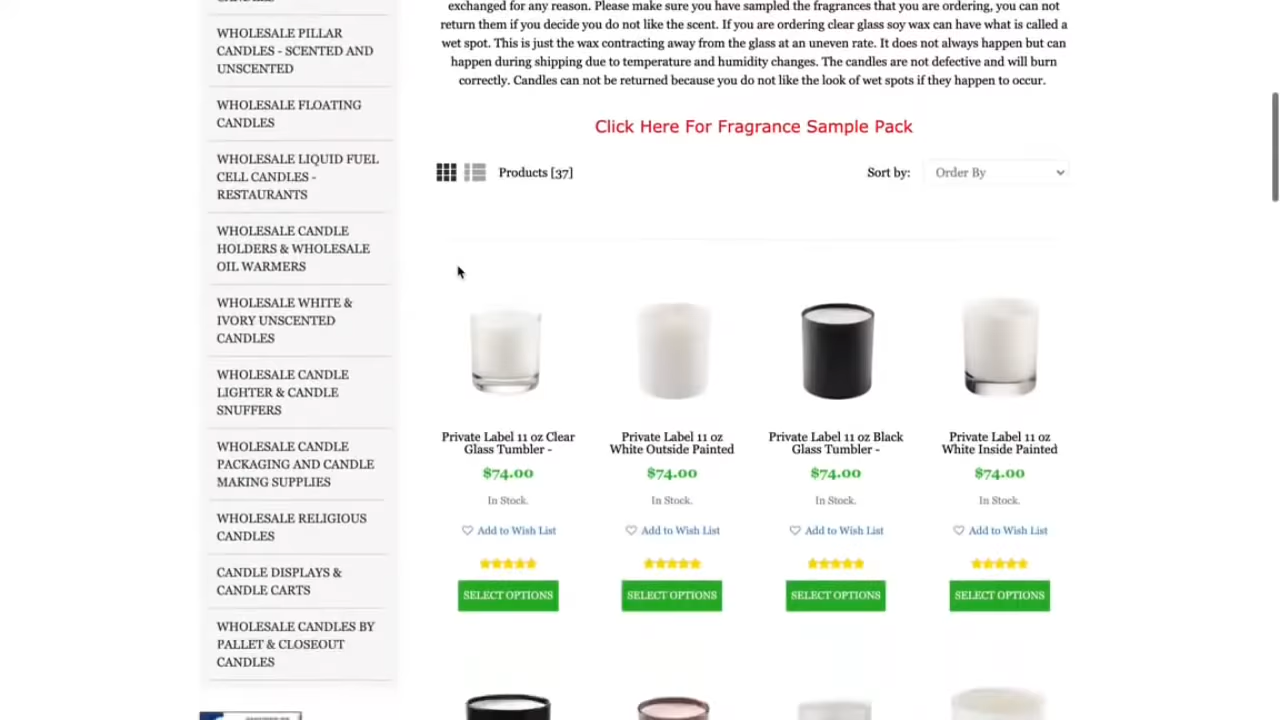 WHOLESALE PILLAR
CANDLES - SCENTED AND
UNSCENTED
WHOLESALE FLOATING
CANDLES
WHOLESALE LIQUID FUEL
CELL CANDLES -
RESTAURANTS
WHOLESALE CANDLE
HOLDERS & WHOLESALE
OIL WARMERS
WHOLESALE WHITE &
IVORY UNSCENTED
CANDLES
WHOLESALE CANDLE
LIGHTER & CANDLE
SNUFFERS
WHOLESALE CANDLE
PACKAGING AND CANDLE
MAKING SUPPLIES
WHOLESALE RELIGIOUS
CANDLES
CANDLE DISPLAYS &
CANDLE CARTS
WHOLESALE CANDLES BY
PALLET & CLOSEOUT
CANDLES
exchanged for any reason. Please make sure you have sampled the fragrances that you are ordering, you can not
return them if you decide you do not like the scent. If you are ordering clear glass soy wax can have what is called a
wet spot. This is just the wax contracting away from the glass at an uneven rate. It does not always happen but can
happen during shipping due to temperature and humidity changes. The candles are not defective and will burn
correctly. Candles can not be returned because you do not like the look of wet spots if they happen to occur.
Click Here For Fragrance Sample Pack
Products [37]
Sort by: Order By
Private Label 11 oz Clear
Glass Tumbler -
$74.00
In Stock.
Add to Wish List
SELECT OPTIONS
Private Label 11 oz
White Outside Painted
$74.00
In Stock.
Add to Wish List
SELECT OPTIONS
Private Label 11 oz Black
Glass Tumbler -
$74.00
In Stock.
Add to Wish List
SELECT OPTIONS
Private Label 11 oz
White Inside Painted
$74.00
In Stock.
Add to Wish List
SELECT OPTIONS